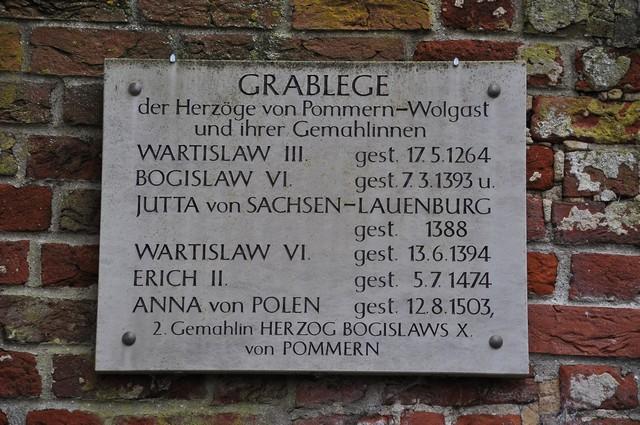 GRABLEGE
der Herzöge von Pommern-Wolgast
und ihrer Gemahlinnen
WARTISLAW III. gest. 17.5.1264
BOGISLAW VI. gest. 7.3.1393 u.
JUTTA von SACHSEN-LAUENBURG
gest. 1388
WARTISLAW VI. gest. 13.6.1394
ERICH II. gest. 5.7.1474
ANNA von POLEN gest. 12.8.1503,
2. Gemahlin HERZOG BOGISLAWS X.
von POMMERN